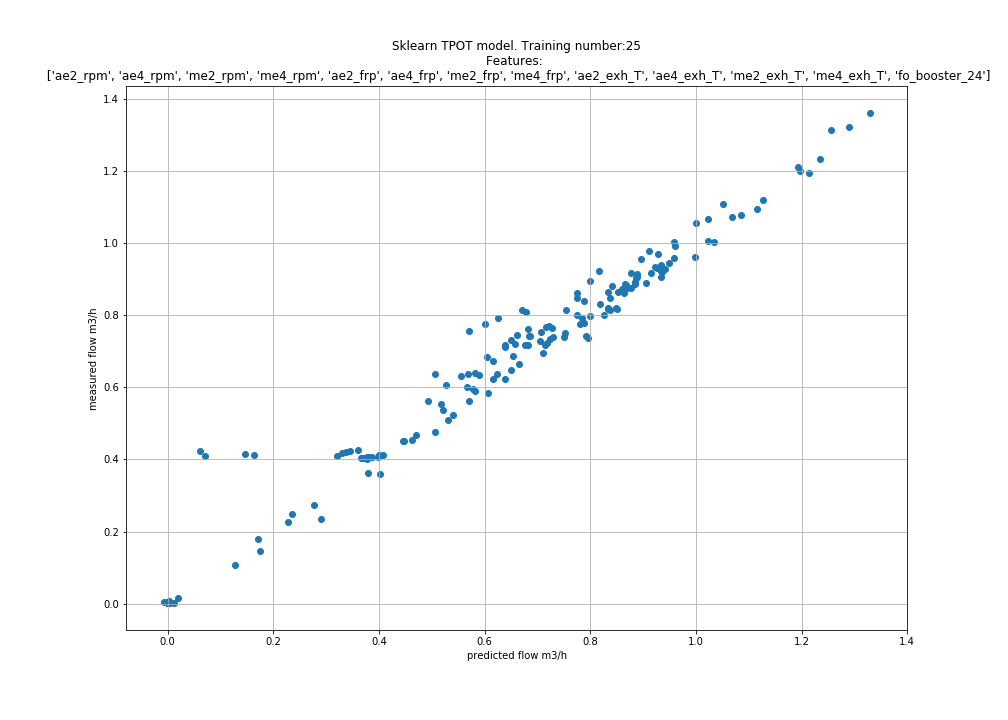 Sklearn TPOT model. Training number:25
Features:
['ae2_rpm', 'ae4_rpm', 'me2_rpm', 'me4_rpm', 'ae2_frp', 'ae4_frp', 'me2_frp', 'me4_frp', 'ae2_exh_T', 'ae4_exh_T', 'me2_exh_T', 'me4_exh_T', 'fo_booster_24']
1.4
1.2
1.0
0.8
0.6
0.4
0.2
0.0
measured flow m3/h
0.0 0.2 0.4 0.6 0.8 1.0 1.2 1.4
predicted flow m3/h